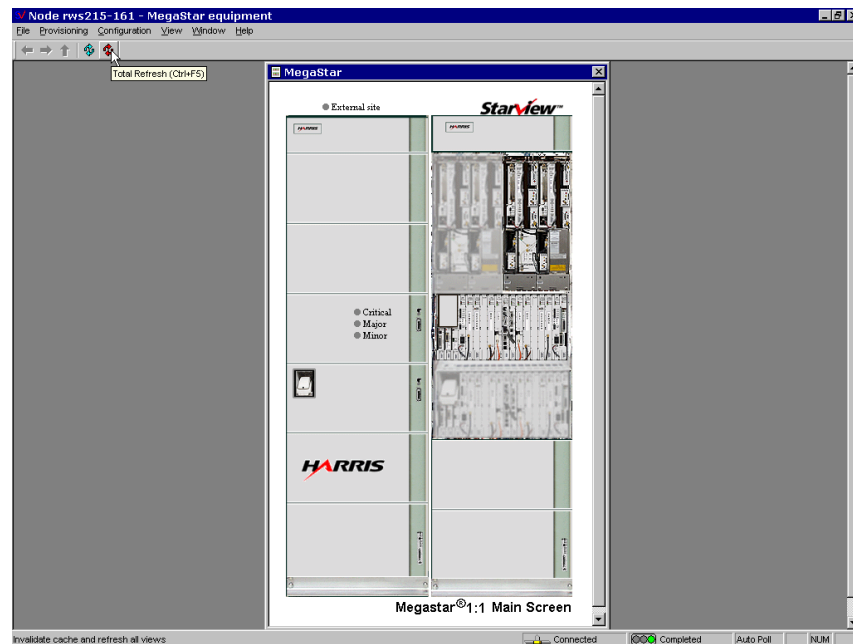 Node rws215-161 - MegaStar equipment
File Provisioning Configuration View Window Help
Total Refresh (Ctrl+F5)
MegaStar
External site
Starview™
HARRIS
HARRIS
Critical
Major
Minor
HARRIS
Megastar®1:1 Main Screen
Invalidate cache and refresh all views
Connected
Completed
Auto Poll
NUM